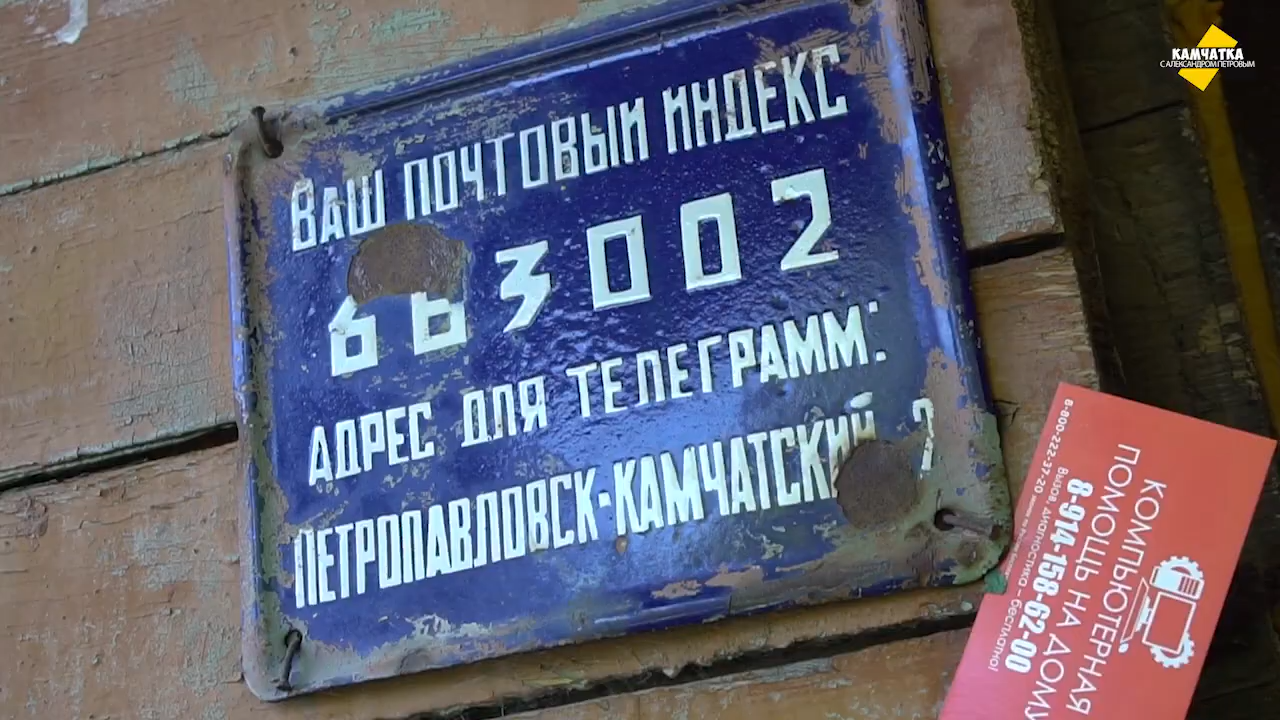 КАМЧАТКА
С АЛЕКСАНДРОМ ПЕТРОВЫМ
ВАШ ПОЧТОВЫЙ ИНДЕКС
663002
АДРЕС ДЛЯ ТЕЛЕГРАММ:
ПЕТРОПАВЛОВСК-КАМЧАТСКИЙ 2
КОМПЬЮТЕРНАЯ
ПОМОЩЬ НА ДОМУ
8-914-158-62-00
Вызов, диагностика - бесплатно!
8-800-222-37-20